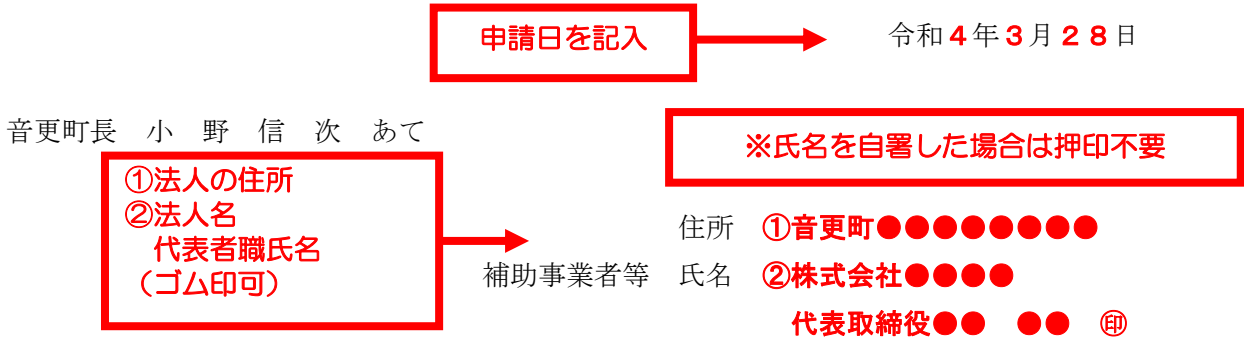 申請日を記入
令和４年３月２８日
音更町長　小　野　信　次　あて
※氏名を自署した場合は押印不要
①法人の住所
②法人名
代表者職氏名
（ゴム印可）
住所　①音更町●●●●●●●●
補助事業者等　氏名　②株式会社●●●●
代表取締役●●　●●　㊞